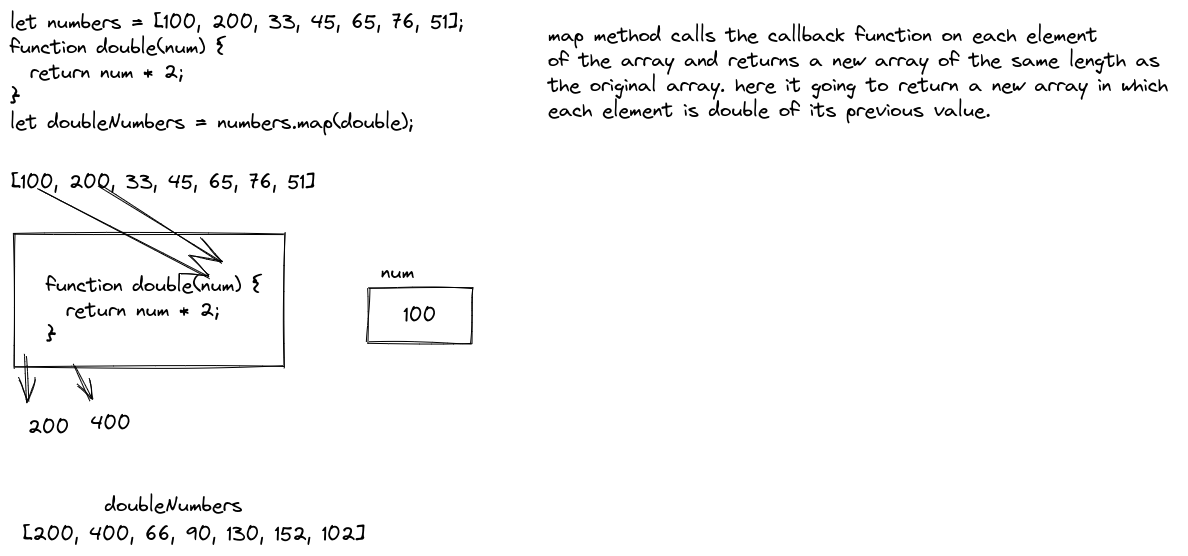 let numbers = [100, 200, 33, 45, 65, 76, 51];
function double(num) {
return num * 2;
}
let doubleNumbers = numbers.map(double);
map method calls the callback function on each element
of the array and returns a new array of the same length as
the original array. here it going to return a new array in which
each element is double of its previous value.
[100, 200, 33, 45, 65, 76, 51]
function double(num) {
return num * 2;
}
num
100
200 400
doubleNumbers
[200, 400, 66, 90, 130, 152, 102]